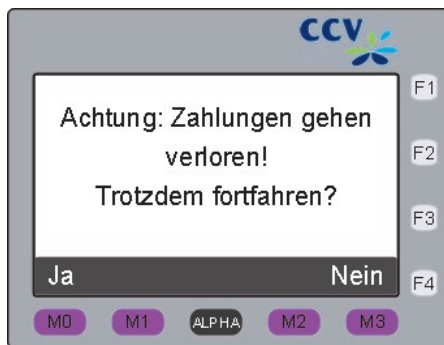 CCV
F1
Achtung: Zahlungen gehen
verloren!
F2
Trotzdem fortfahren?
F3
Ja Nein
F4
M0 M1 ALPHA M2 M3